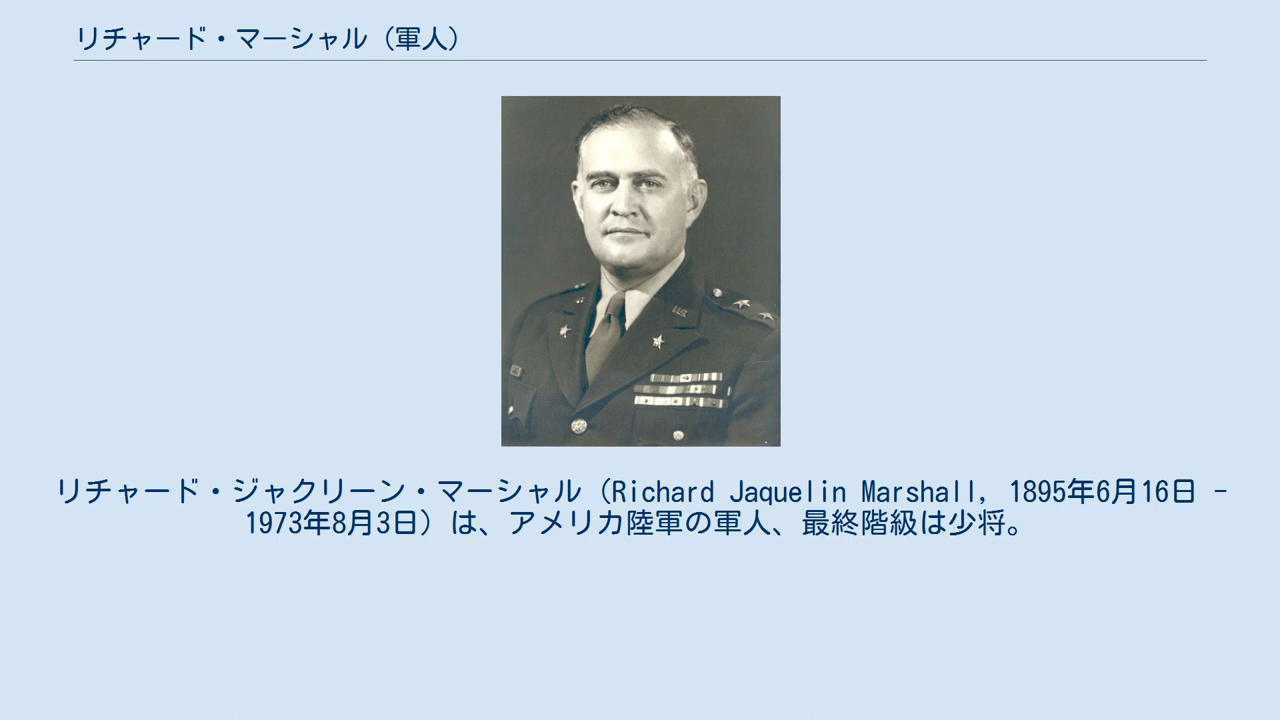 リチャード・マーシャル（軍人）
リチャード・ジャクリーン・マーシャル（Richard Jaquelin Marshall, 1895年6月16日 -
1973年8月3日）は、アメリカ陸軍の軍人、最終階級は少将。